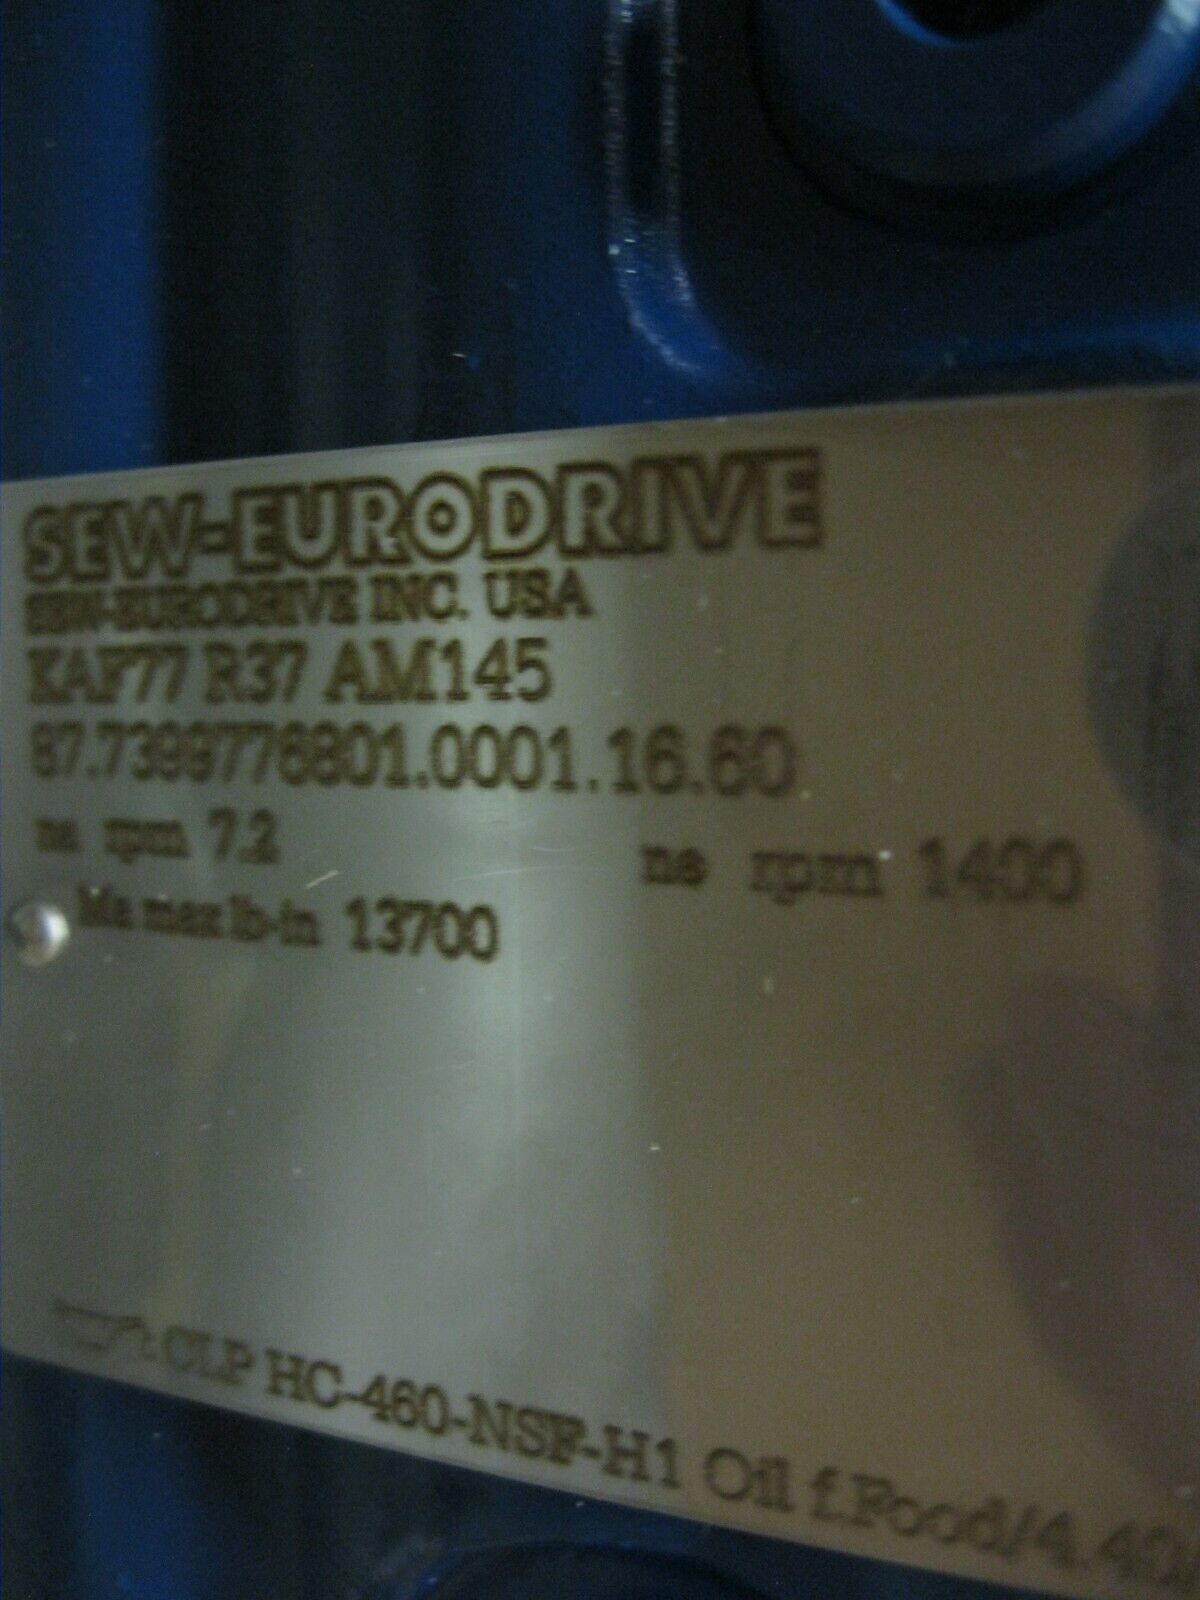 SEW-EURODRIVE
SEW-EURODRIVE INC. USA
KAF77 R37 AM145
87.7399776801.0001.16.60
na rpm 7.2 ne rpm 1400
Ma max lb-in 13700
CLP HC-460-NSF-H1 Oil f.Food/4.40